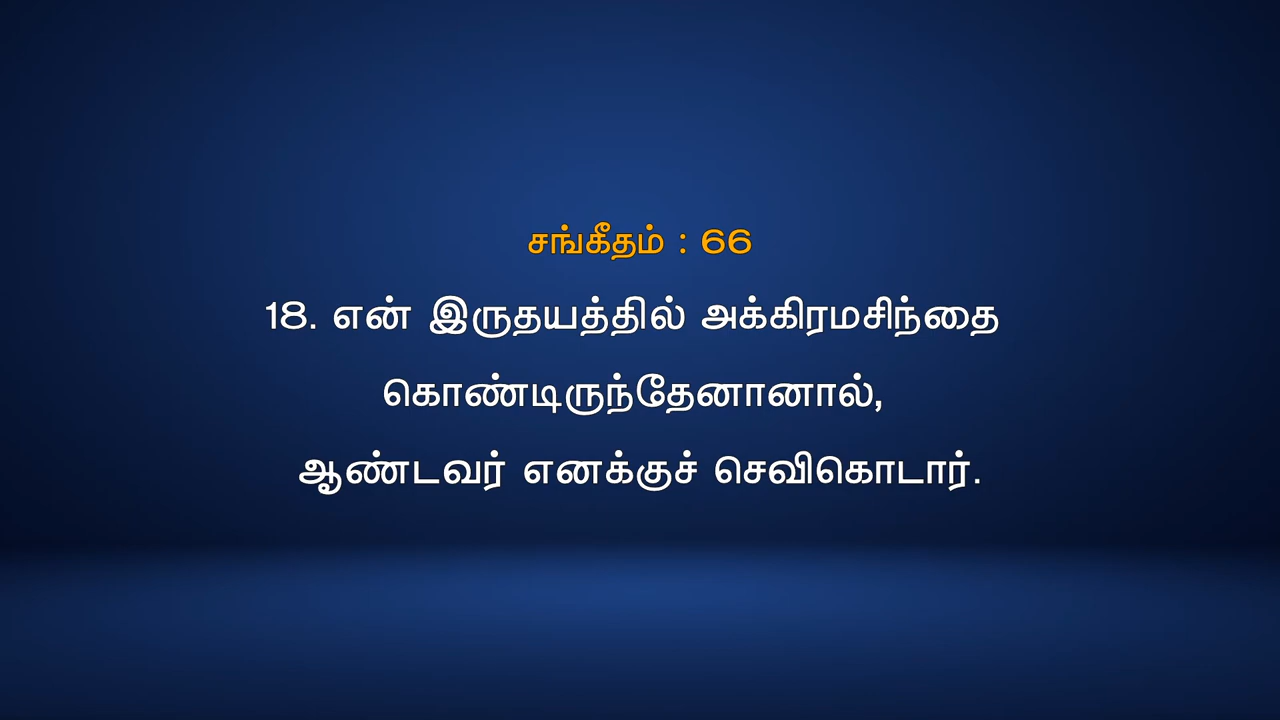 சங்கீதம் : 66
18. என் இருதயத்தில் அக்கிரமசிந்தை
கொண்டிருந்தேனானால்,
ஆண்டவர் எனக்குச் செவிகொடார்.